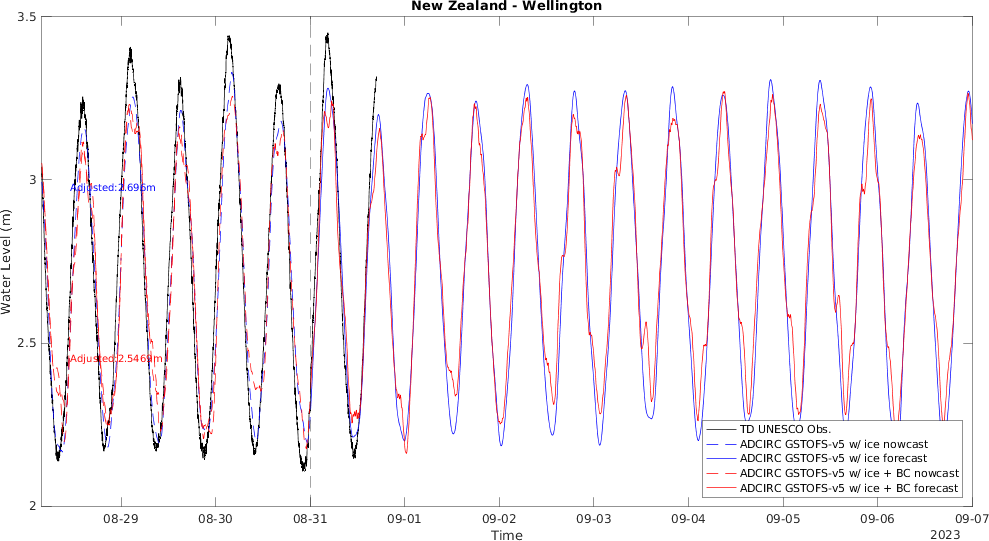 New Zealand - Wellington
3.5
3
2.5
2
Water Level (m)
Adjusted:2.696m
Adjusted:2.5469m
TD UNESCO Obs.
ADCIRC GSTOFS-v5 w/ ice nowcast
ADCIRC GSTOFS-v5 w/ ice forecast
ADCIRC GSTOFS-v5 w/ ice + BC nowcast
ADCIRC GSTOFS-v5 w/ ice + BC forecast
08-29 08-30 08-31 09-01 09-02 09-03 09-04 09-05 09-06 09-07
Time
2023